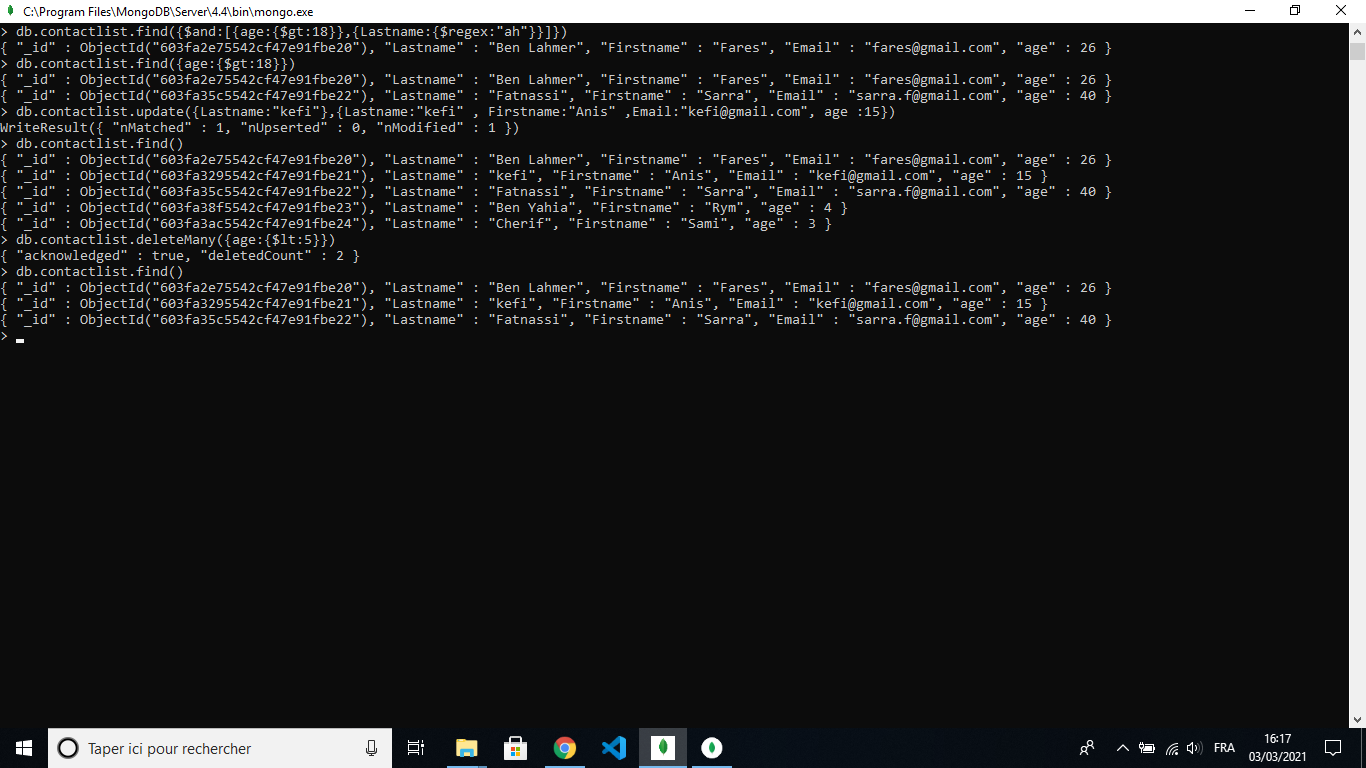 C:\Program Files\MongoDB\Server\4.4\bin\mongo.exe
> db.contactlist.find({$and:[{age:{$gt:18}},{Lastname:{$regex:"ah"}}]})
{ "_id" : ObjectId("603fa2e75542cf47e91fbe20"), "Lastname" : "Ben Lahmer", "Firstname" : "Fares", "Email" : "fares@gmail.com", "age" : 26 }
> db.contactlist.find({age:{$gt:18}})
{ "_id" : ObjectId("603fa2e75542cf47e91fbe20"), "Lastname" : "Ben Lahmer", "Firstname" : "Fares", "Email" : "fares@gmail.com", "age" : 26 }
{ "_id" : ObjectId("603fa35c5542cf47e91fbe22"), "Lastname" : "Fatnassi", "Firstname" : "Sarra", "Email" : "sarra.f@gmail.com", "age" : 40 }
> db.contactlist.update({Lastname:"kefi"},{Lastname:"kefi" , Firstname:"Anis" ,Email:"kefi@gmail.com", age :15})
WriteResult({ "nMatched" : 1, "nUpserted" : 0, "nModified" : 1 })
> db.contactlist.find()
{ "_id" : ObjectId("603fa2e75542cf47e91fbe20"), "Lastname" : "Ben Lahmer", "Firstname" : "Fares", "Email" : "fares@gmail.com", "age" : 26 }
{ "_id" : ObjectId("603fa3295542cf47e91fbe21"), "Lastname" : "kefi", "Firstname" : "Anis", "Email" : "kefi@gmail.com", "age" : 15 }
{ "_id" : ObjectId("603fa35c5542cf47e91fbe22"), "Lastname" : "Fatnassi", "Firstname" : "Sarra", "Email" : "sarra.f@gmail.com", "age" : 40 }
{ "_id" : ObjectId("603fa38f5542cf47e91fbe23"), "Lastname" : "Ben Yahia", "Firstname" : "Rym", "age" : 4 }
{ "_id" : ObjectId("603fa3ac5542cf47e91fbe24"), "Lastname" : "Cherif", "Firstname" : "Sami", "age" : 3 }
> db.contactlist.deleteMany({age:{$lt:5}})
{ "acknowledged" : true, "deletedCount" : 2 }
> db.contactlist.find()
{ "_id" : ObjectId("603fa2e75542cf47e91fbe20"), "Lastname" : "Ben Lahmer", "Firstname" : "Fares", "Email" : "fares@gmail.com", "age" : 26 }
{ "_id" : ObjectId("603fa3295542cf47e91fbe21"), "Lastname" : "kefi", "Firstname" : "Anis", "Email" : "kefi@gmail.com", "age" : 15 }
{ "_id" : ObjectId("603fa35c5542cf47e91fbe22"), "Lastname" : "Fatnassi", "Firstname" : "Sarra", "Email" : "sarra.f@gmail.com", "age" : 40 }
>
Taper ici pour rechercher
FRA
16:17
03/03/2021